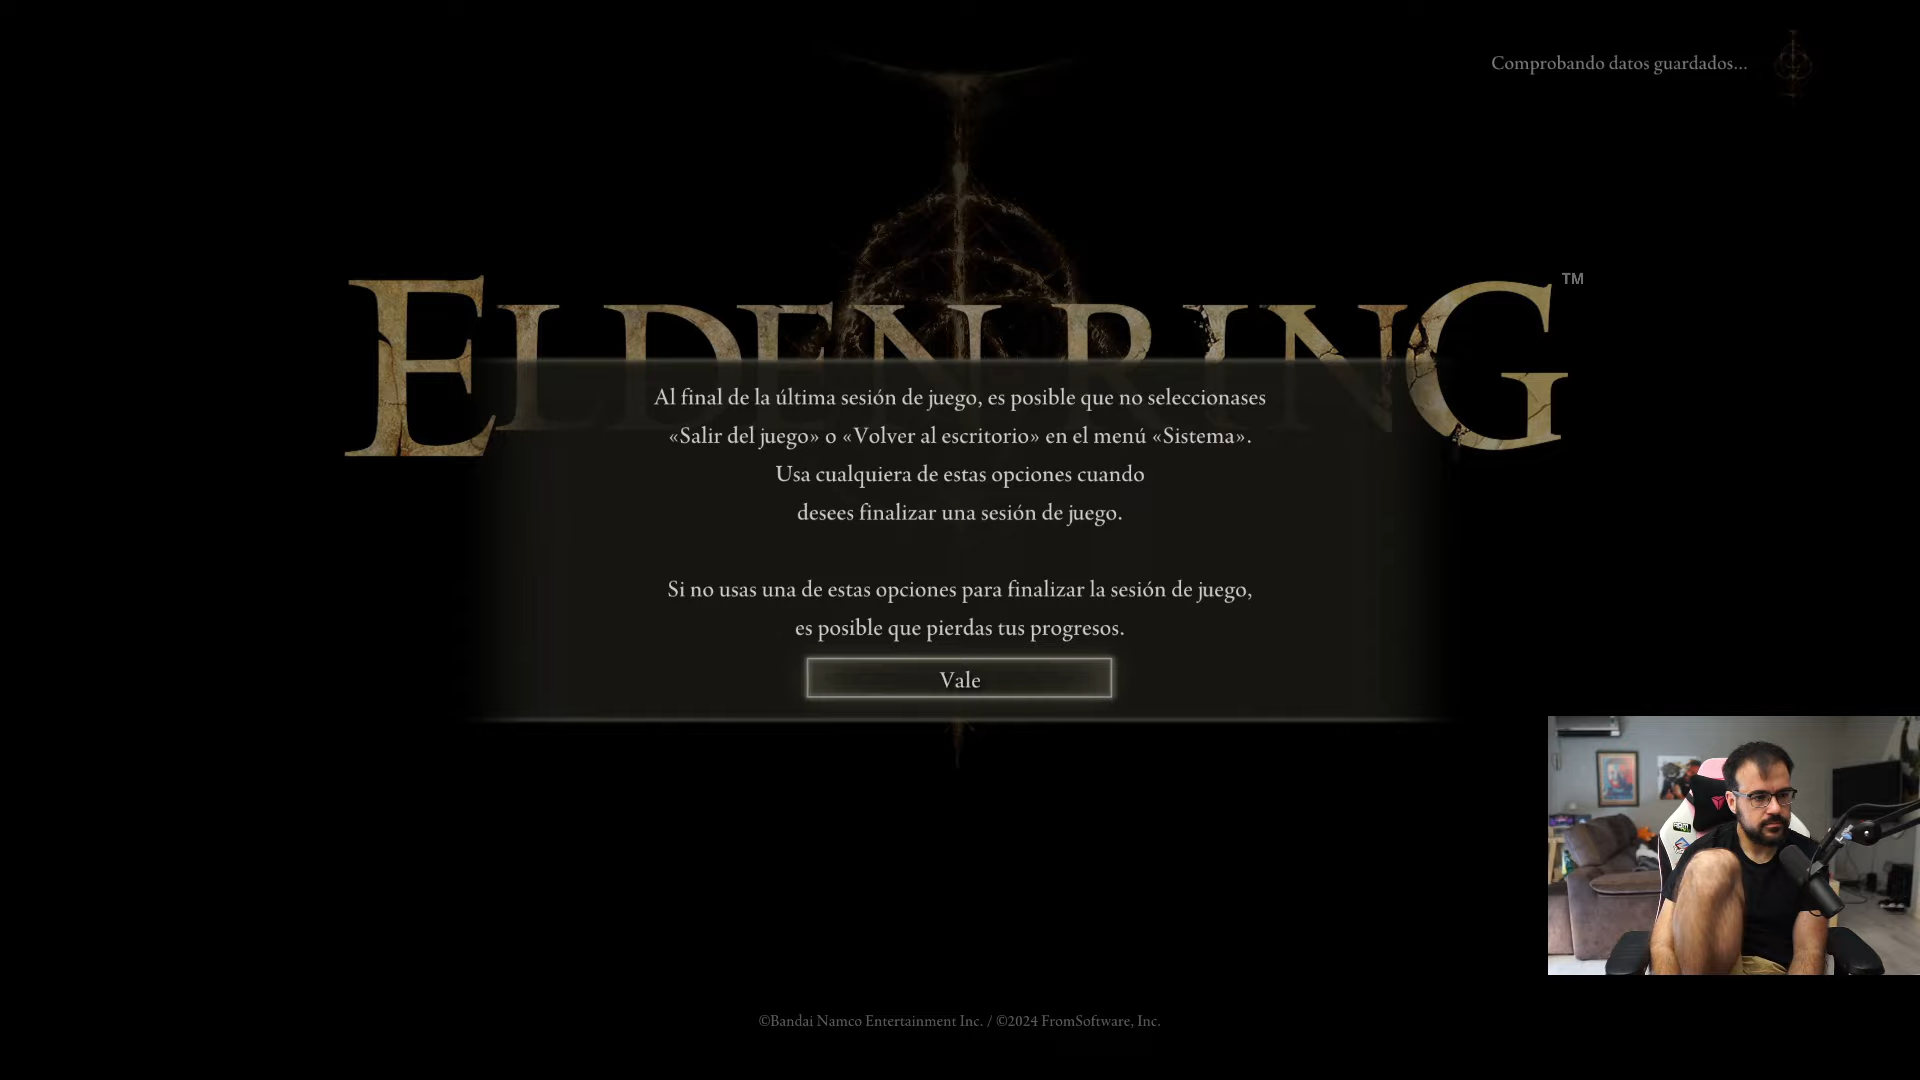 Comprobando datos guardados...
ELDEN RING™
Al final de la última sesión de juego, es posible que no seleccionases
«Salir del juego» o «Volver al escritorio» en el menú «Sistema».
Usa cualquiera de estas opciones cuando
desees finalizar una sesión de juego.
Si no usas una de estas opciones para finalizar la sesión de juego,
es posible que pierdas tus progresos.
Vale
©Bandai Namco Entertainment Inc. / ©2024 FromSoftware, Inc.